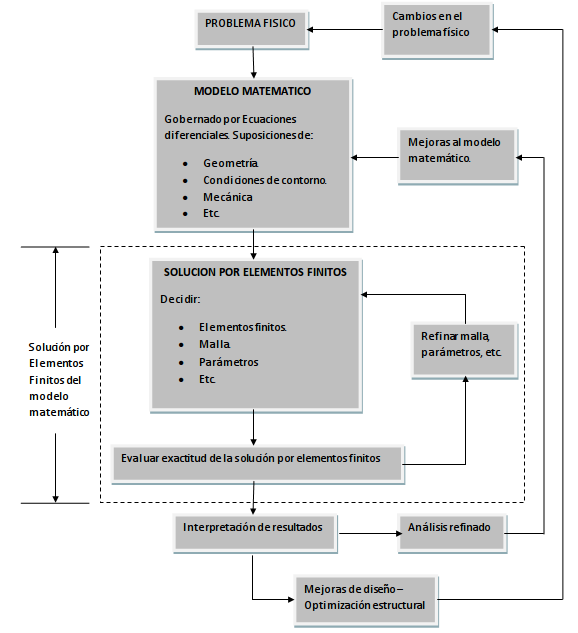 PROBLEMA FISICO
Cambios en el
problema físico
MODELO MATEMATICO
Gobernado por Ecuaciones
diferenciales. Suposiciones de:
• Geometría.
• Condiciones de contorno.
• Mecánica
• Etc.
Mejoras al modelo
matemático.
SOLUCION POR ELEMENTOS FINITOS
Decidir:
• Elementos finitos.
• Malla.
• Parámetros
• Etc.
Refinar malla,
parámetros, etc.
Solución por
Elementos
Finitos del
modelo
matemático
Evaluar exactitud de la solución por elementos finitos
Interpretación de resultados
Análisis refinado
Mejoras de diseño –
Optimización estructural